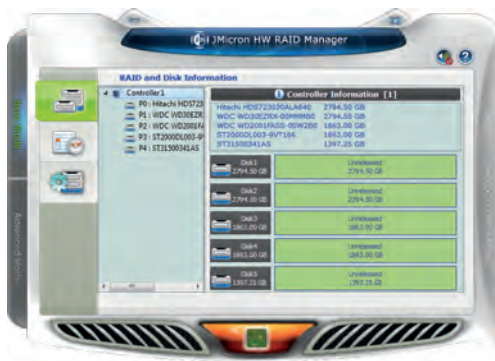 JMicron HW RAID Manager
RAID and Disk Information
Controller1
P0 : Hitachi HDS723
P1 : WDC WD30EZR
P2 : WDC WD2001FA
P3 : ST2000DL003-9
P4 : ST31500341AS
Controller Information [1]
Hitachi HDS723030ALA640 2794.50 GB
WDC WD30EZRX-00MMMB0 2794.50 GB
WDC WD2001FASS-00W2B0 1863.00 GB
ST2000DL003-9VT166 1863.00 GB
ST31500341AS 1397.25 GB
Disk1 Unreleased
2794.50 GB 2794.50 GB
Disk2 Unreleased
2794.50 GB 2794.50 GB
Disk3 Unreleased
1863.00 GB 1863.00 GB
Disk4 Unreleased
1863.00 GB 1863.00 GB
Disk5 Unreleased
1397.25 GB 1397.25 GB
Advanced Mode